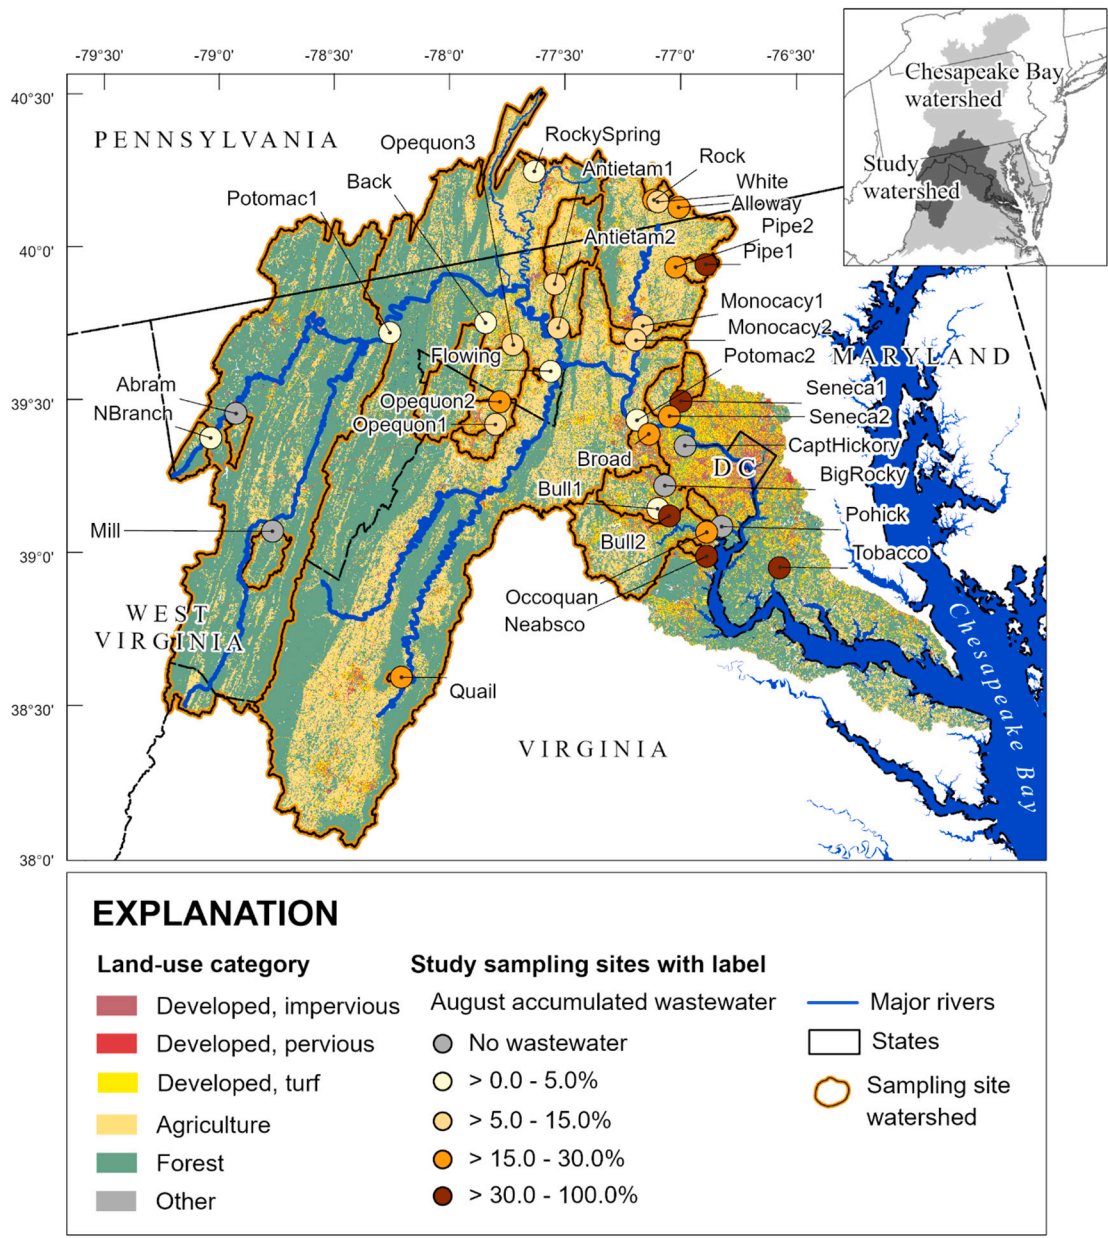 -79°30'
-79°0'
-78°30'
-78°0'
-77°30'
-77°0'
-76°30'
40°30'
40°0'
39°30'
39°0'
38°30'
38°0'
Chesapeake Bay
watershed
Study
watershed
PENNSYLVANIA
Opequon3
RockySpring
Antietam1
Rock
Back
White
Potomac1
Alloway
Antietam2
Pipe2
Pipe1
Monocacy1
Monocacy2
Flowing
Potomac2
MARYLAND
Abram
Seneca1
Opequon2
NBranch
Seneca2
Opequon1
CaptHickory
Broad
DC
BigRocky
Bull1
Mill
Pohick
Bull2
Tobacco
Occoquan
WEST
VIRGINIA
Neabsco
Chesapeake Bay
Quail
VIRGINIA
EXPLANATION
Land-use category
Developed, impervious
Developed, pervious
Developed, turf
Agriculture
Forest
Other
Study sampling sites with label
August accumulated wastewater
No wastewater
> 0.0 - 5.0%
> 5.0 - 15.0%
> 15.0 - 30.0%
> 30.0 - 100.0%
Major rivers
States
Sampling site
watershed